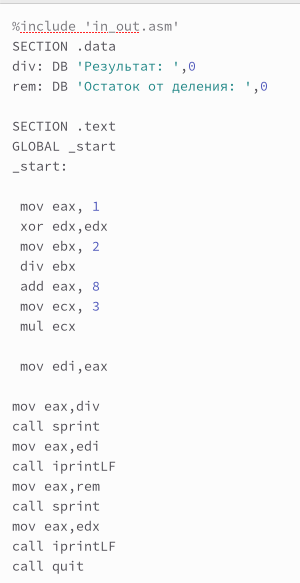 %include 'in_out.asm'
SECTION .data
div: DB 'Результат: ',0
rem: DB 'Остаток от деления: ',0
SECTION .text
GLOBAL _start
_start:
mov eax, 1
xor edx,edx
mov ebx, 2
div ebx
add eax, 8
mov ecx, 3
mul ecx
mov edi,eax
mov eax,div
call sprint
mov eax,edi
call iprintLF
mov eax,rem
call sprint
mov eax,edx
call iprintLF
call quit